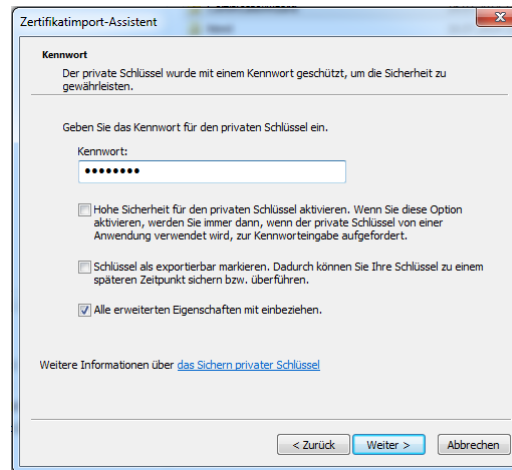 Zertifikatimport-Assistent
Kennwort
Der private Schlüssel wurde mit einem Kennwort geschützt, um die Sicherheit zu
gewährleisten.
Geben Sie das Kennwort für den privaten Schlüssel ein.
Kennwort:
••••••••
Hohe Sicherheit für den privaten Schlüssel aktivieren. Wenn Sie diese Option
aktivieren, werden Sie immer dann, wenn der private Schlüssel von einer
Anwendung verwendet wird, zur Kennworteingabe aufgefordert.
Schlüssel als exportierbar markieren. Dadurch können Sie Ihre Schlüssel zu einem
späteren Zeitpunkt sichern bzw. überführen.
Alle erweiterten Eigenschaften mit einbeziehen.
Weitere Informationen über das Sichern privater Schlüssel
< Zurück Weiter > Abbrechen